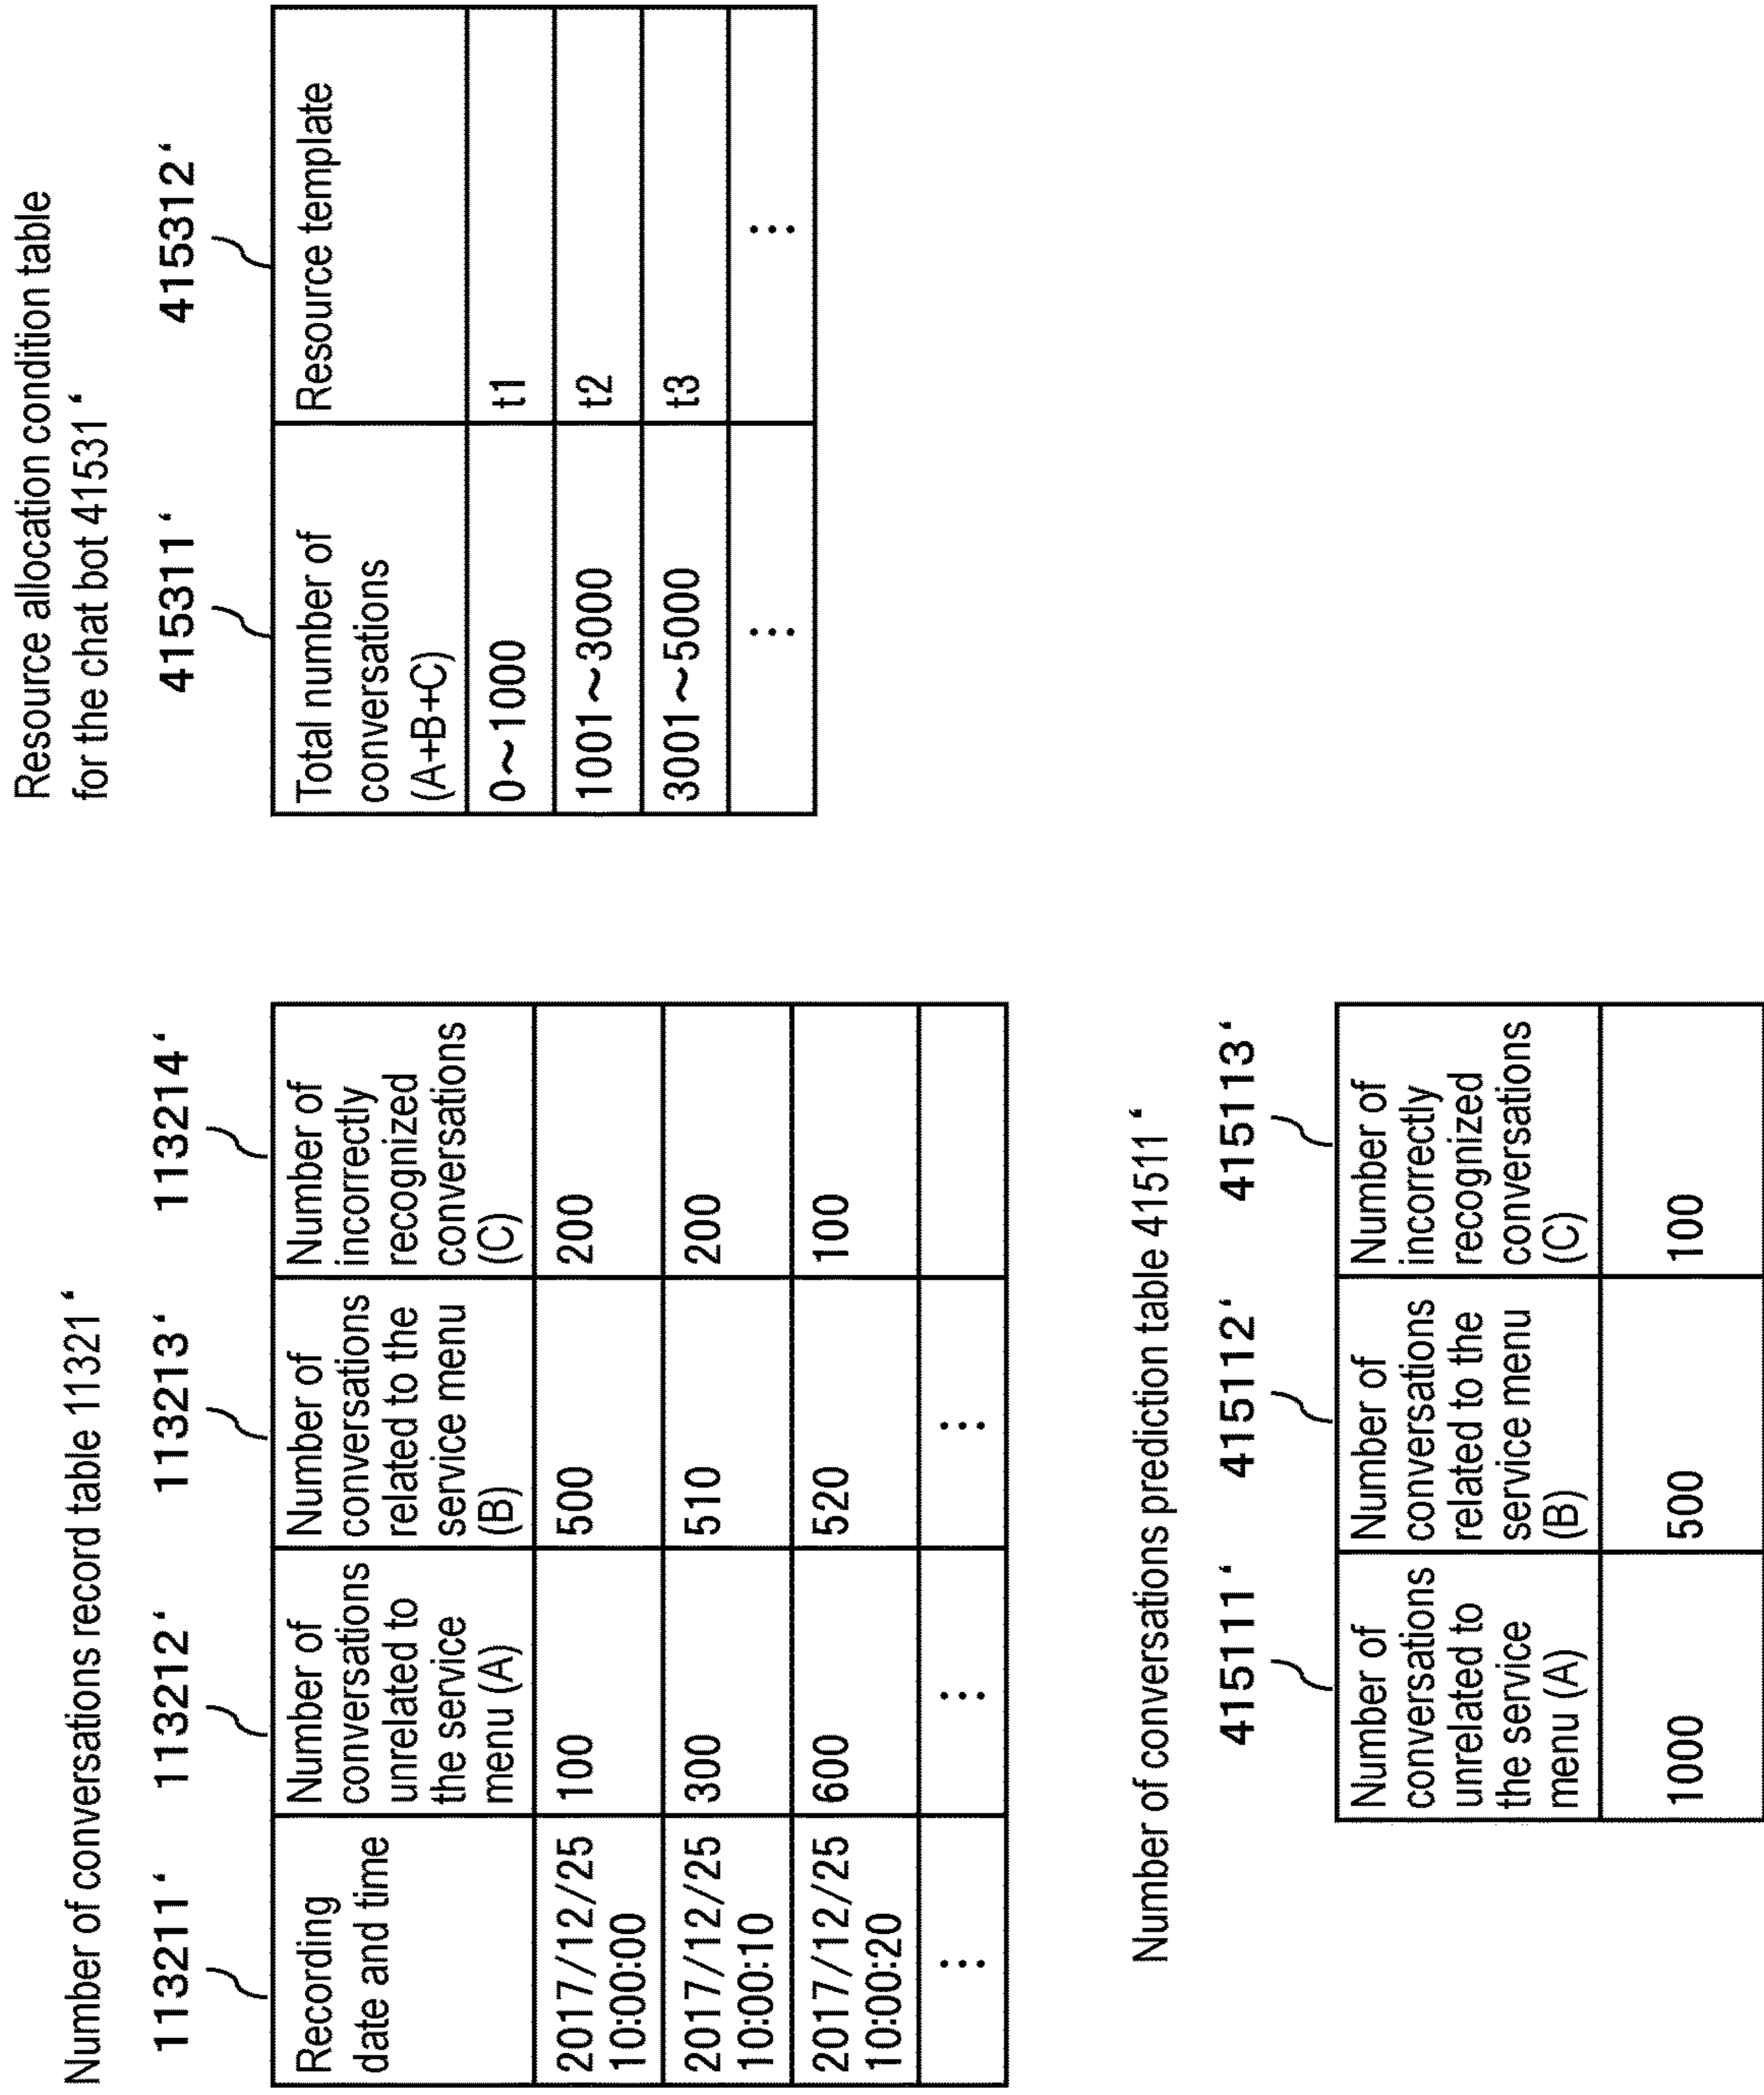 Number of conversations record table 11321‘
113211‘
113212‘
113213‘
113214‘
Recording
date and time
Number of
conversations
unrelated to
the service
menu (A)
Number of
conversations
related to the
service menu
(B)
Number of
incorrectly
recognized
conversations
(C)
2017/12/25
10:00:00
100
500
200
2017/12/25
10:00:10
300
510
200
2017/12/25
10:00:20
600
520
100
⋮
⋮
⋮
Resource allocation condition table
for the chat bot 41531‘
415311‘
415312‘
Total number of
conversations
(A+B+C)
Resource template
0~1000
t1
1001~3000
t2
3001~5000
t3
⋮
⋮
Number of conversations prediction table 41511‘
415111‘
415112‘
415113‘
Number of
conversations
unrelated to
the service
menu (A)
Number of
conversations
related to the
service menu
(B)
Number of
incorrectly
recognized
conversations
(C)
1000
500
100